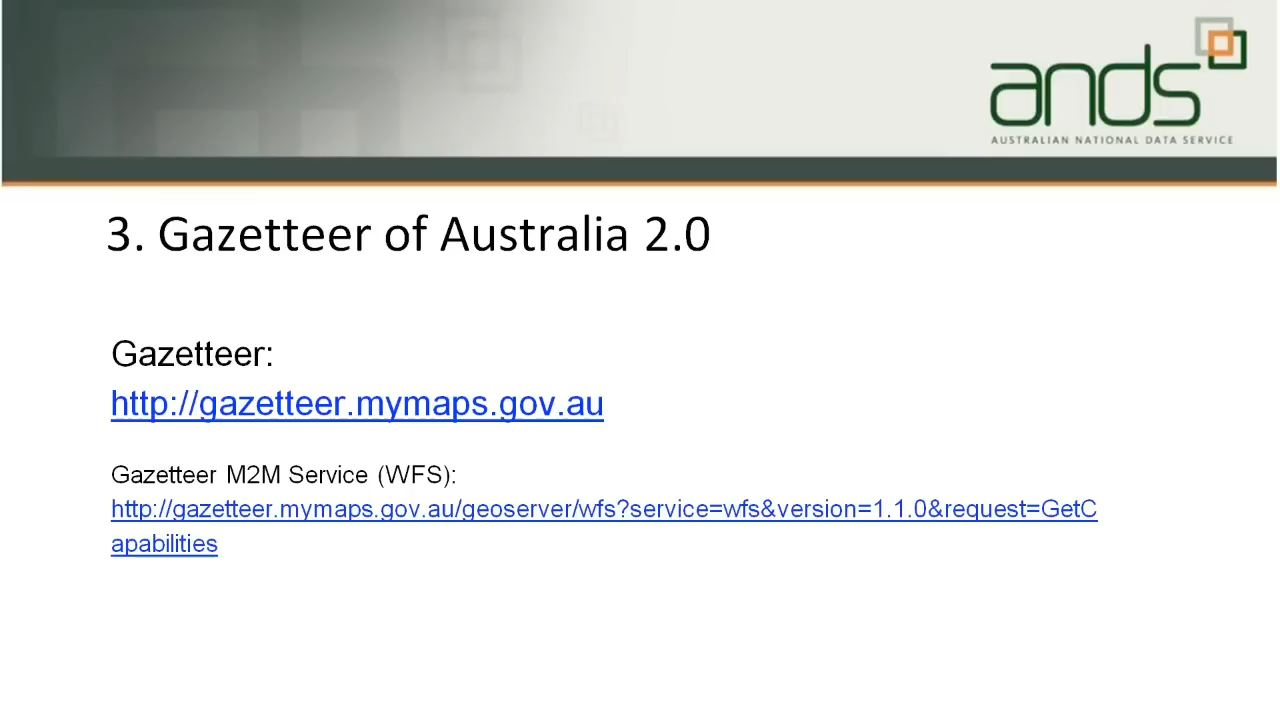 ands
AUSTRALIAN NATIONAL DATA SERVICE
3. Gazetteer of Australia 2.0
Gazetteer:
http://gazetteer.mymaps.gov.au
Gazetteer M2M Service (WFS):
http://gazetteer.mymaps.gov.au/geoserver/wfs?service=wfs&version=1.1.0&request=GetC
apabilities